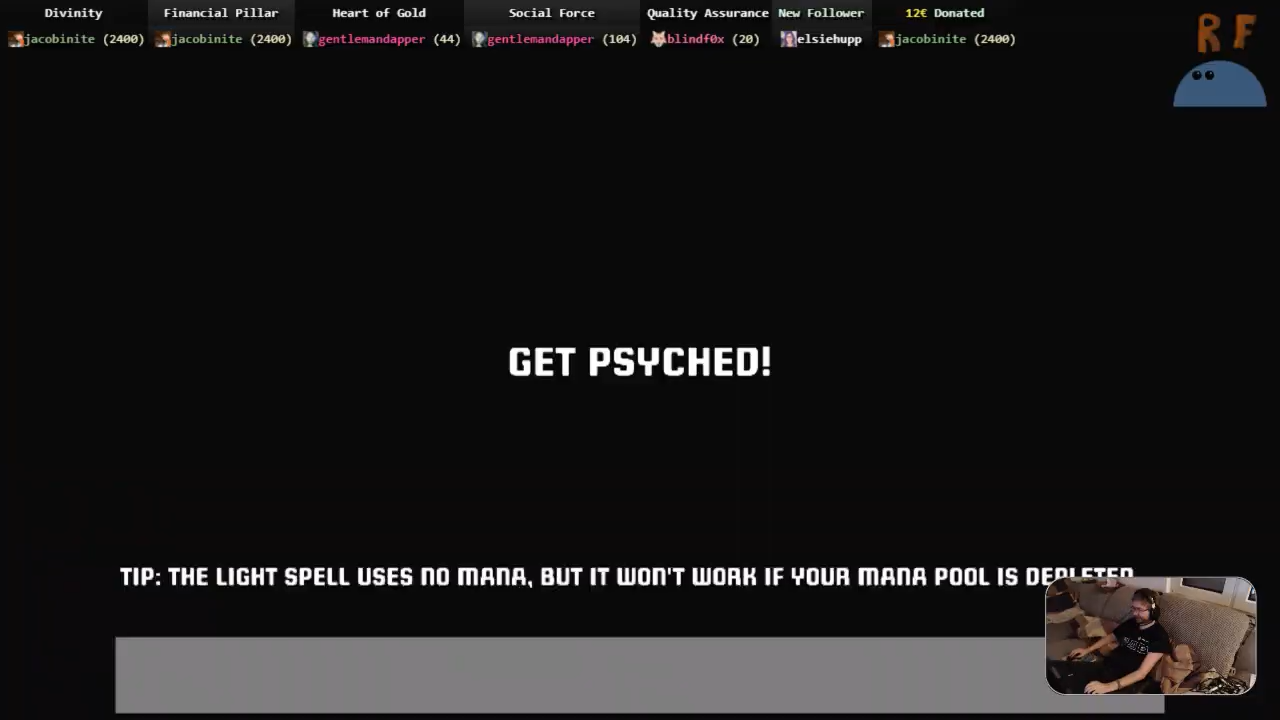 Divinity
jacobinite (2400)
Financial Pillar
jacobinite (2400)
Heart of Gold
gentlemandapper (44)
Social Force
gentlemandapper (104)
Quality Assurance
blindf0x (20)
New Follower
elsiehupp
12€ Donated
jacobinite (2400)
R F
GET PSYCHED!
TIP: THE LIGHT SPELL USES NO MANA, BUT IT WON'T WORK IF YOUR MANA POOL IS DEPLETED